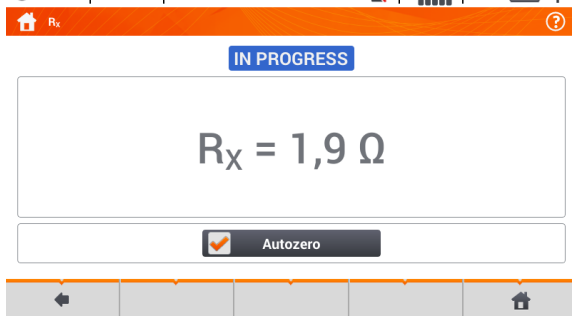 Rx
?
IN PROGRESS
Rx = 1,9 Ω
Autozero